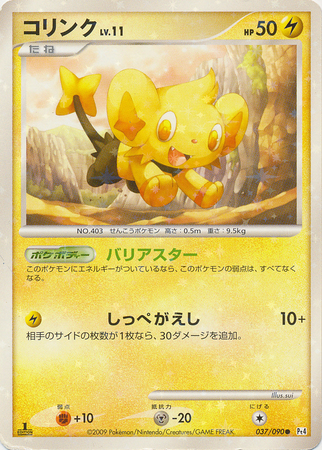 コリンク LV.11 HP 50
たね
NO.403 せんこうポケモン 高さ：0.5m 重さ：9.5kg
ポケボディー バリアスター
このポケモンにエネルギーがついているなら、このポケモンの弱点は、すべてなくなる。
しっぺがえし 10+
相手のサイドの枚数が1枚なら、30ダメージを追加。
Illus.sui
弱点 +10 抵抗力 -20 にげる
1 ©2009 Pokémon/Nintendo/Creatures/GAME FREAK. 037/090 ● Pt4